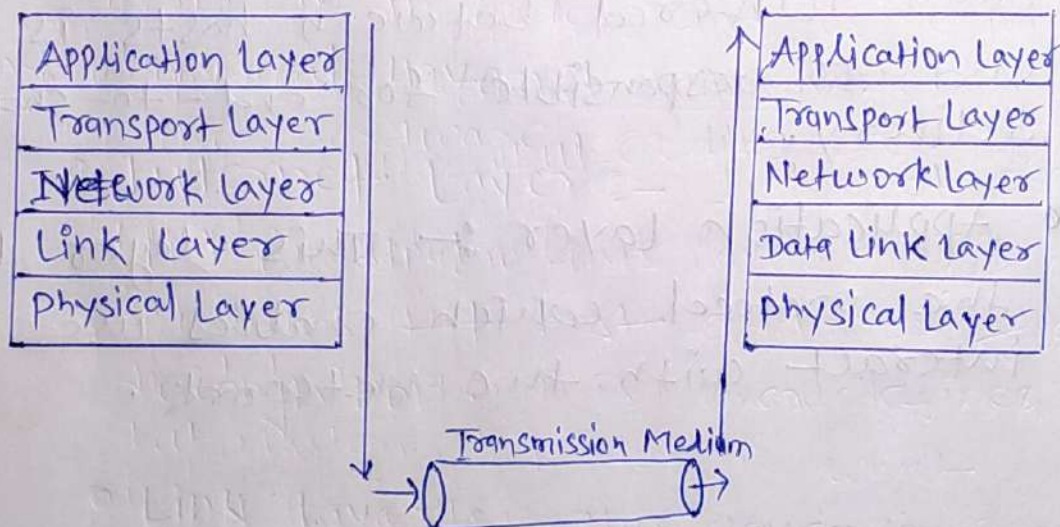 Application Layer
Transport Layer
Network Layer
Link Layer
Physical Layer
Application Layer
Transport Layer
Network Layer
Data Link Layer
Physical Layer
Transmission Medium